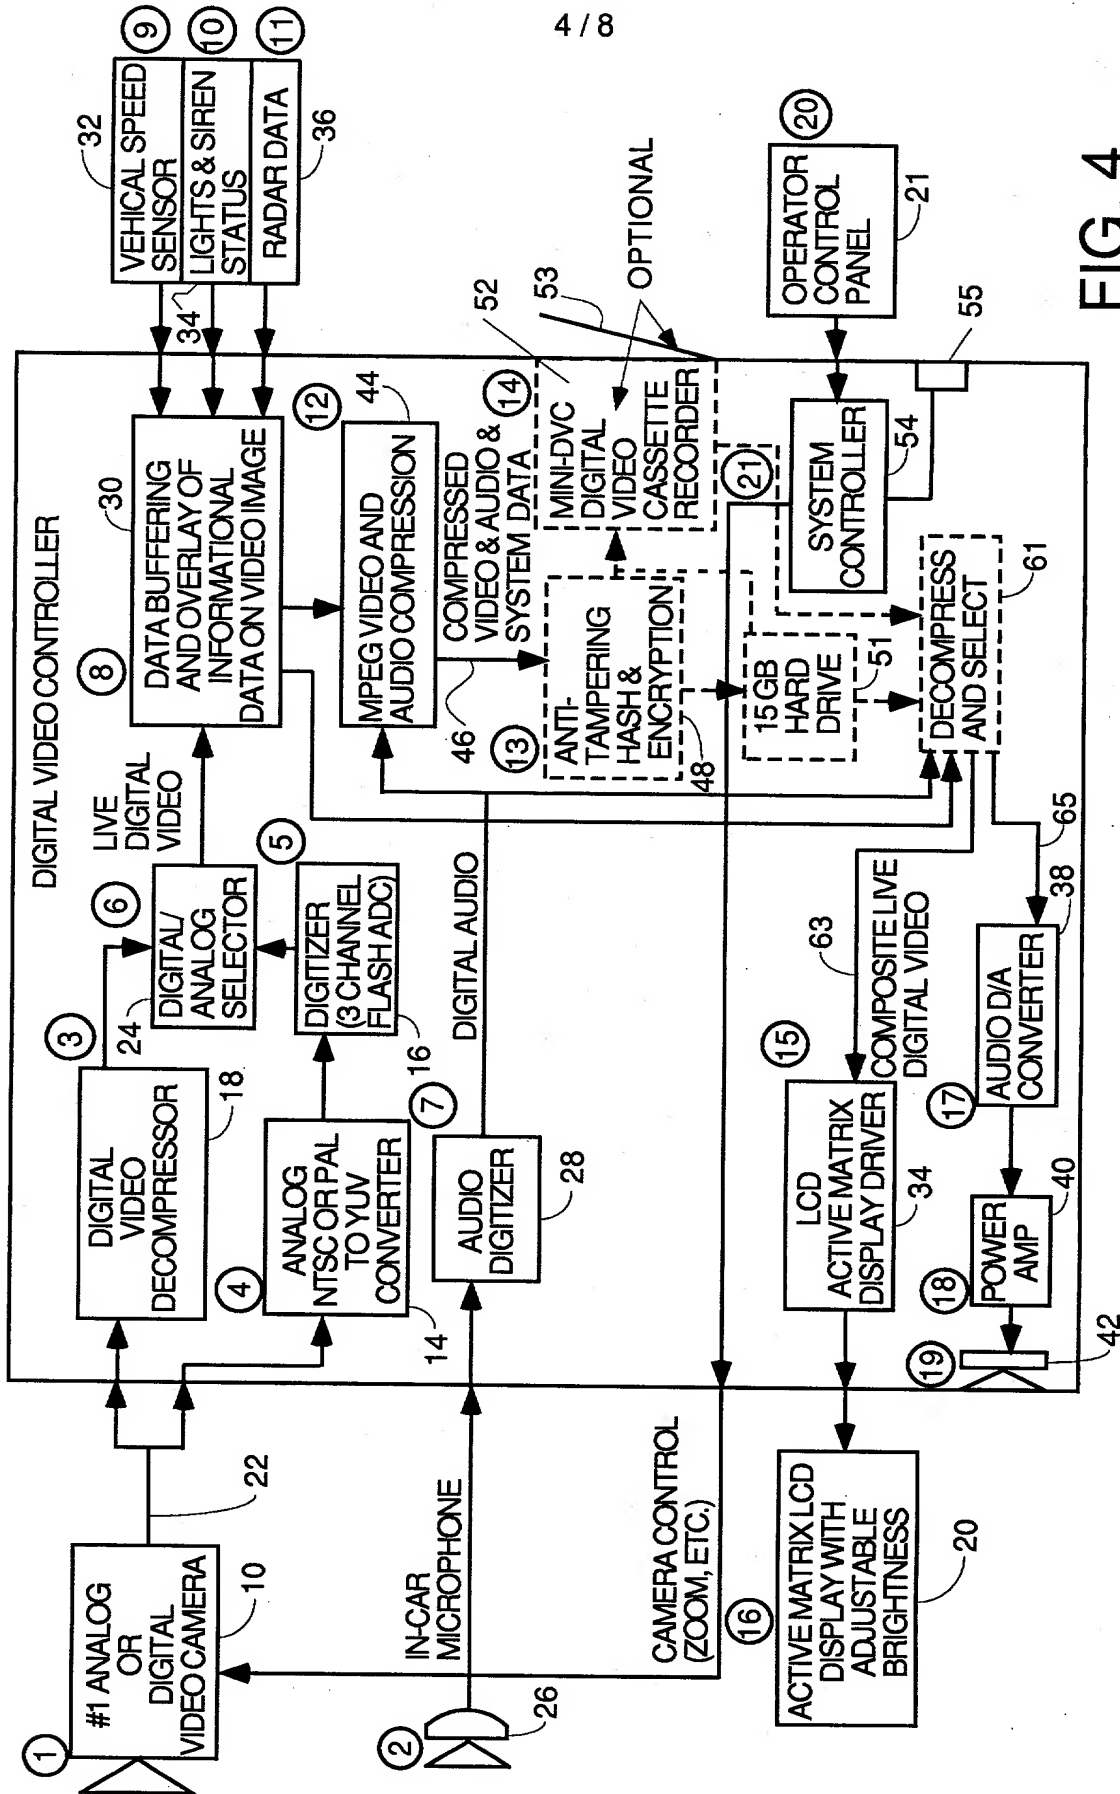 4 / 8
DIGITAL VIDEO CONTROLLER
1
#1 ANALOG
OR
DIGITAL
VIDEO CAMERA
10
22
2
IN-CAR
MICROPHONE
26
CAMERA CONTROL
(ZOOM, ETC.)
16
ACTIVE MATRIX LCD
DISPLAY WITH
ADJUSTABLE
BRIGHTNESS
20
3
DIGITAL
VIDEO
DECOMPRESSOR
18
4
ANALOG
NTSC OR PAL
TO YUV
CONVERTER
14
7
AUDIO
DIGITIZER
28
DIGITAL AUDIO
6
DIGITAL/
ANALOG
SELECTOR
24
5
DIGITIZER
(3 CHANNEL
FLASH ADC)
16
LIVE
DIGITAL
VIDEO
8
DATA BUFFERING
AND OVERLAY OF
INFORMATIONAL
DATA ON VIDEO IMAGE
30
9
VEHICAL SPEED
SENSOR
32
10
LIGHTS & SIREN
STATUS
34
11
RADAR DATA
36
12
MPEG VIDEO AND
AUDIO COMPRESSION
44
COMPRESSED
VIDEO & AUDIO &
SYSTEM DATA
46
13
ANTI-
TAMPERING
HASH &
ENCRYPTION
48
14
MINI-DVC
DIGITAL
VIDEO
CASSETTE
RECORDER
52
53
OPTIONAL
15 GB
HARD
DRIVE
51
21
SYSTEM
CONTROLLER
54
55
20
OPERATOR
CONTROL
PANEL
21
DECOMPRESS
AND SELECT
61
63
COMPOSITE LIVE
DIGITAL VIDEO
65
15
LCD
ACTIVE MATRIX
DISPLAY DRIVER
34
17
AUDIO D/A
CONVERTER
38
18
POWER
AMP
40
19
42
FIG. 4